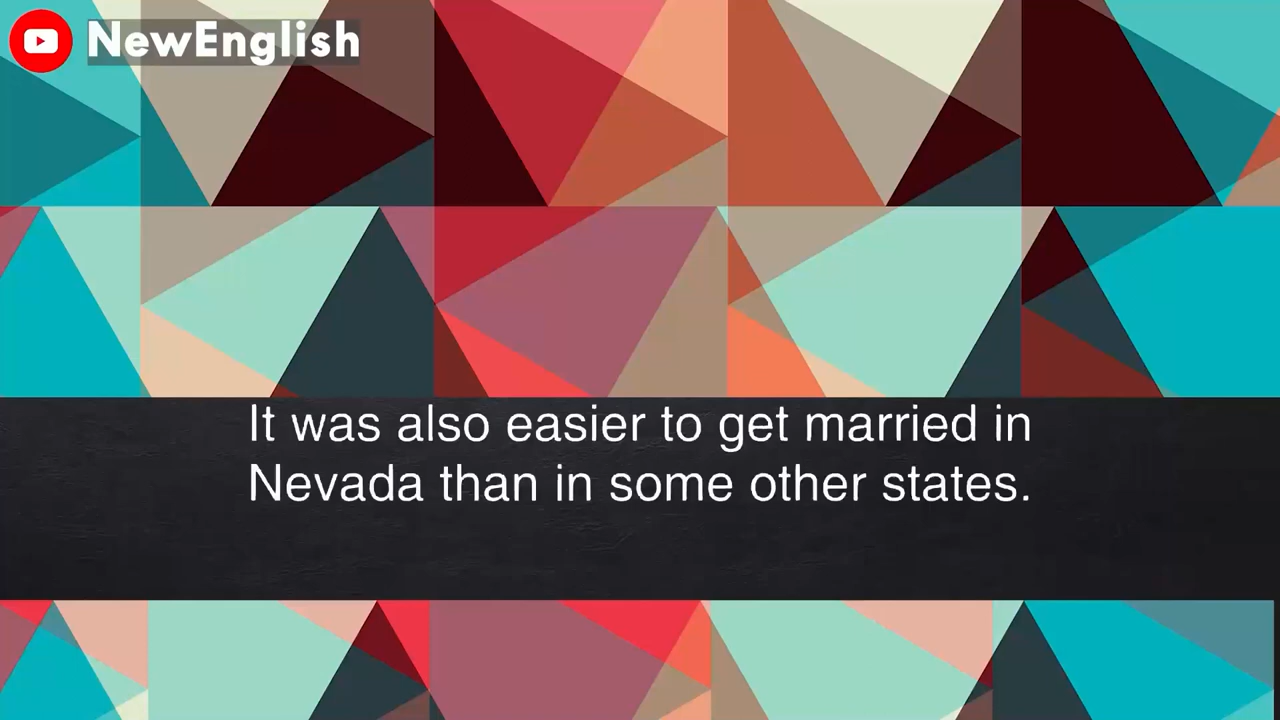 NewEnglish
It was also easier to get married in
Nevada than in some other states.